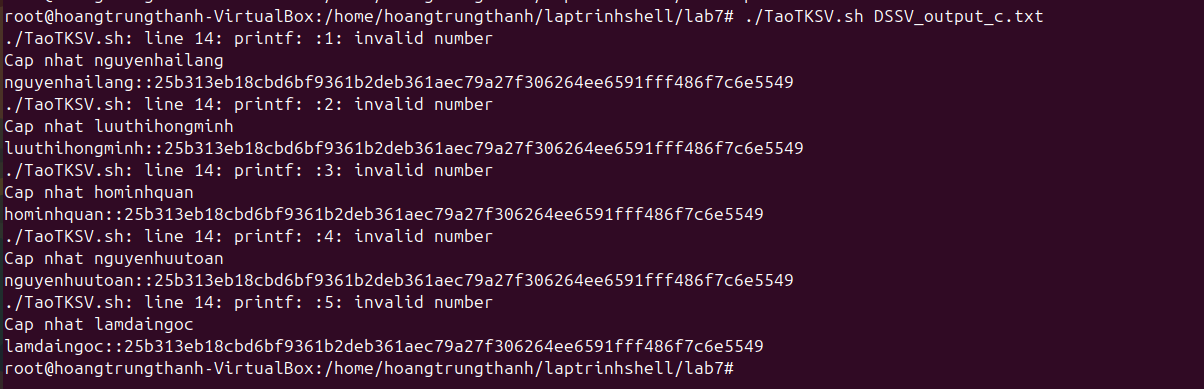 root@hoangtrungthanh-VirtualBox:/home/hoangtrungthanh/laptrinhshell/lab7# ./TaoTKSV.sh DSSV_output_c.txt
./TaoTKSV.sh: line 14: printf: :1: invalid number
Cap nhat nguyenhailang
nguyenhailang::25b313eb18cbd6bf9361b2deb361aec79a27f306264ee6591fff486f7c6e5549
./TaoTKSV.sh: line 14: printf: :2: invalid number
Cap nhat luuthihongminh
luuthihongminh::25b313eb18cbd6bf9361b2deb361aec79a27f306264ee6591fff486f7c6e5549
./TaoTKSV.sh: line 14: printf: :3: invalid number
Cap nhat hominhquan
hominhquan::25b313eb18cbd6bf9361b2deb361aec79a27f306264ee6591fff486f7c6e5549
./TaoTKSV.sh: line 14: printf: :4: invalid number
Cap nhat nguyenhuutoan
nguyenhuutoan::25b313eb18cbd6bf9361b2deb361aec79a27f306264ee6591fff486f7c6e5549
./TaoTKSV.sh: line 14: printf: :5: invalid number
Cap nhat lamdaingoc
lamdaingoc::25b313eb18cbd6bf9361b2deb361aec79a27f306264ee6591fff486f7c6e5549
root@hoangtrungthanh-VirtualBox:/home/hoangtrungthanh/laptrinhshell/lab7#